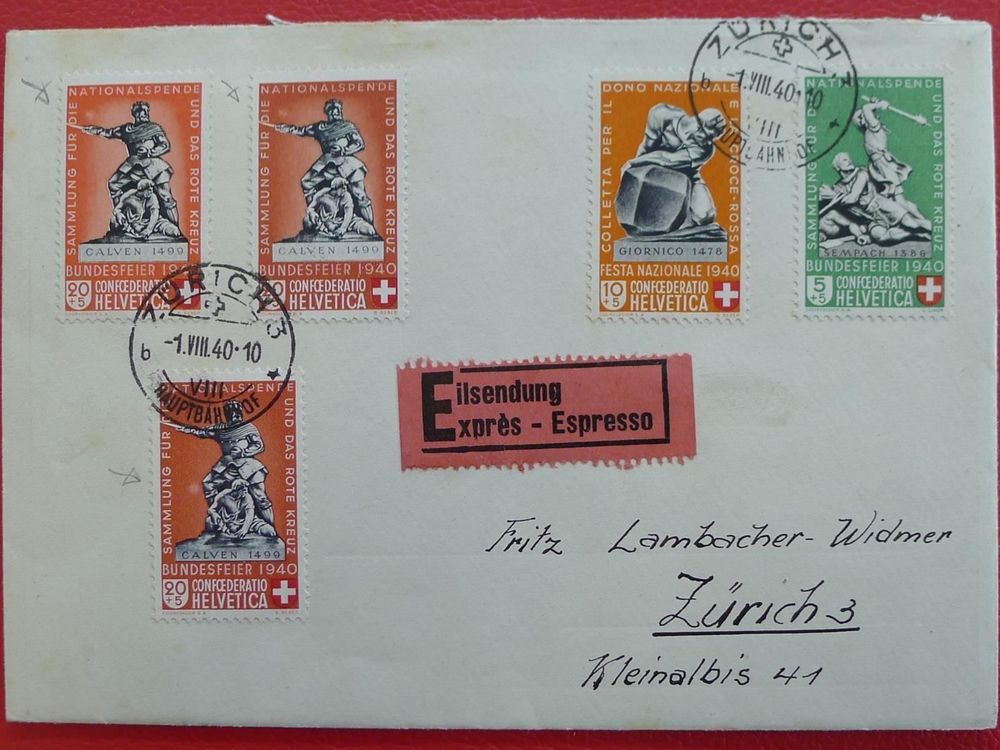 SAMMLUNG FÜR DIE NATIONALSPENDE UND DAS ROTE KREUZ
CALVEN 1499
BUNDESFEIER 1940
20 +5 CONFŒDERATIO HELVETICA
SAMMLUNG FÜR DIE NATIONALSPENDE UND DAS ROTE KREUZ
CALVEN 1499
BUNDESFEIER 1940
CONFŒDERATIO HELVETICA
COLLETTA PER IL DONO NAZIONALE E CROCE-ROSSA
GIORNICO 1478
FESTA NAZIONALE 1940
10 +5 CONFŒDERATIO HELVETICA
SAMMLUNG FÜR DIE NATIONALSPENDE UND DAS ROTE KREUZ
SEMPACH 1386
BUNDESFEIER 1940
5 +5 CONFŒDERATIO HELVETICA
ZÜRICH 3
b -1.VIII.40·10
VIII
HAUPTBAHNHOF
ZÜRICH 3
b -1.VIII.40·10
VIII
HAUPTBAHNHOF
SAMMLUNG FÜR DIE NATIONALSPENDE UND DAS ROTE KREUZ
CALVEN 1499
BUNDESFEIER 1940
20 +5 CONFŒDERATIO HELVETICA
Eilsendung
Exprès - Espresso
Fritz Lambacher-Widmer
Zürich 3
Kleinalbis 41